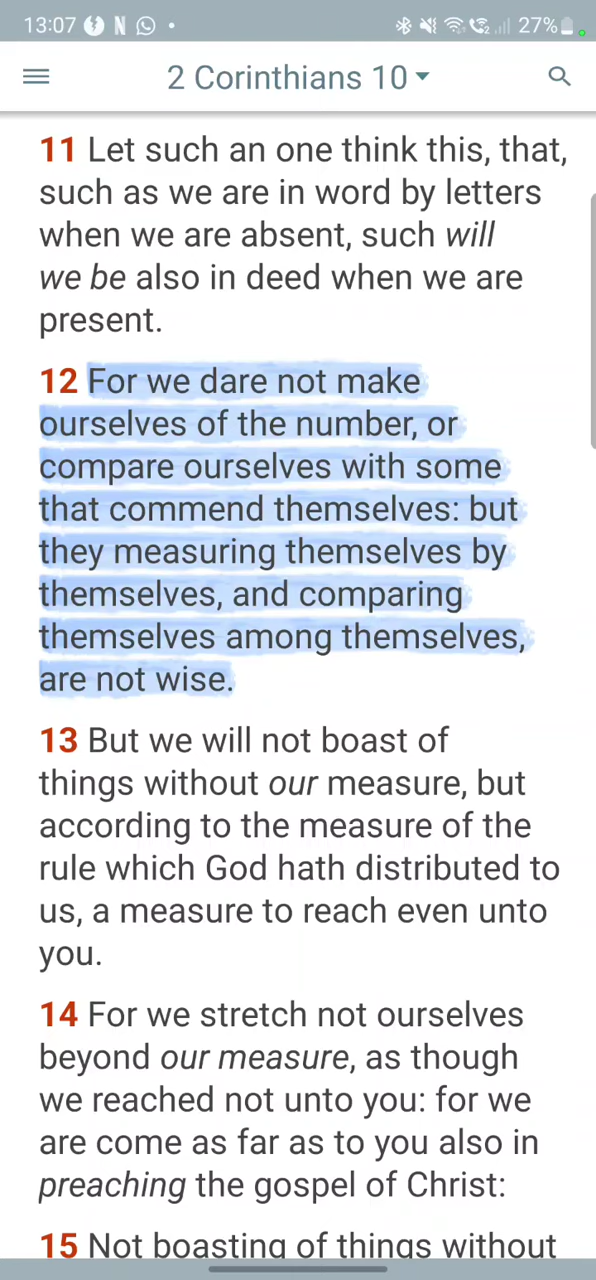 13:07 N 27%
2 Corinthians 10
11 Let such an one think this, that,
such as we are in word by letters
when we are absent, such will
we be also in deed when we are
present.
12 For we dare not make
ourselves of the number, or
compare ourselves with some
that commend themselves: but
they measuring themselves by
themselves, and comparing
themselves among themselves,
are not wise.
13 But we will not boast of
things without our measure, but
according to the measure of the
rule which God hath distributed to
us, a measure to reach even unto
you.
14 For we stretch not ourselves
beyond our measure, as though
we reached not unto you: for we
are come as far as to you also in
preaching the gospel of Christ:
15 Not boasting of things without